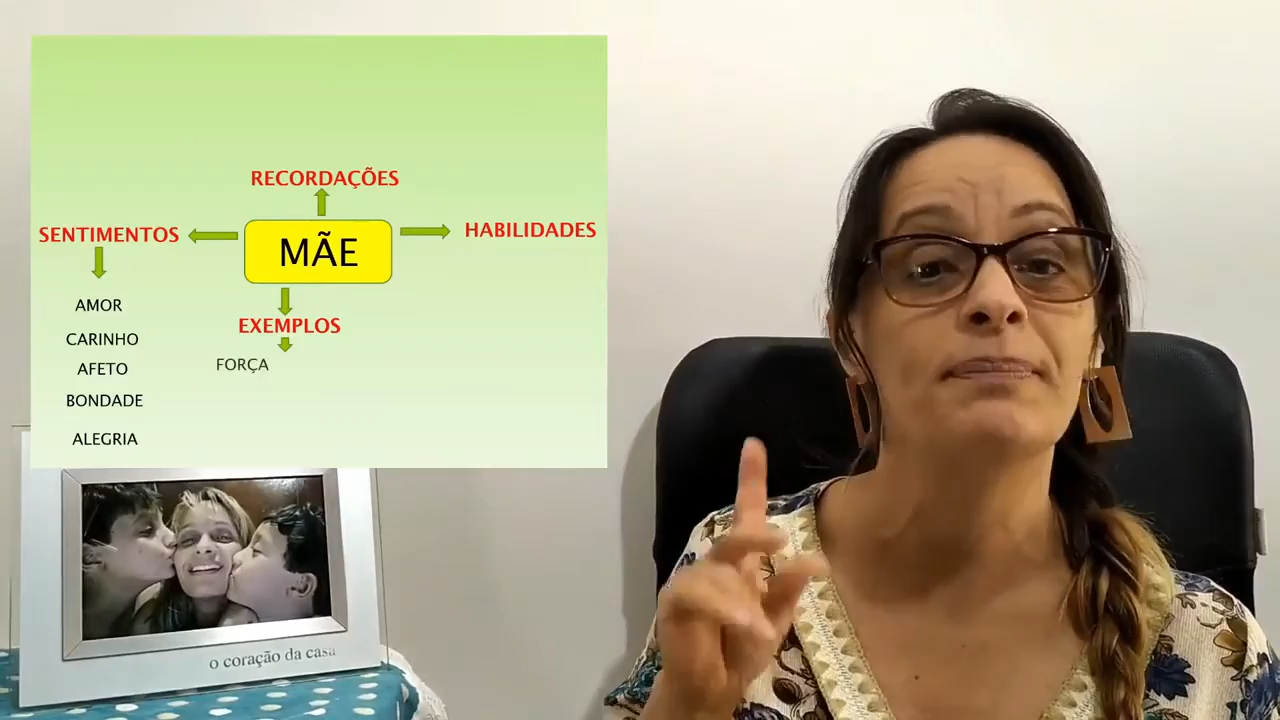 RECORDAÇÕES
SENTIMENTOS
MÃE
HABILIDADES
AMOR
CARINHO
AFETO
BONDADE
ALEGRIA
EXEMPLOS
FORÇA
o coração da casa